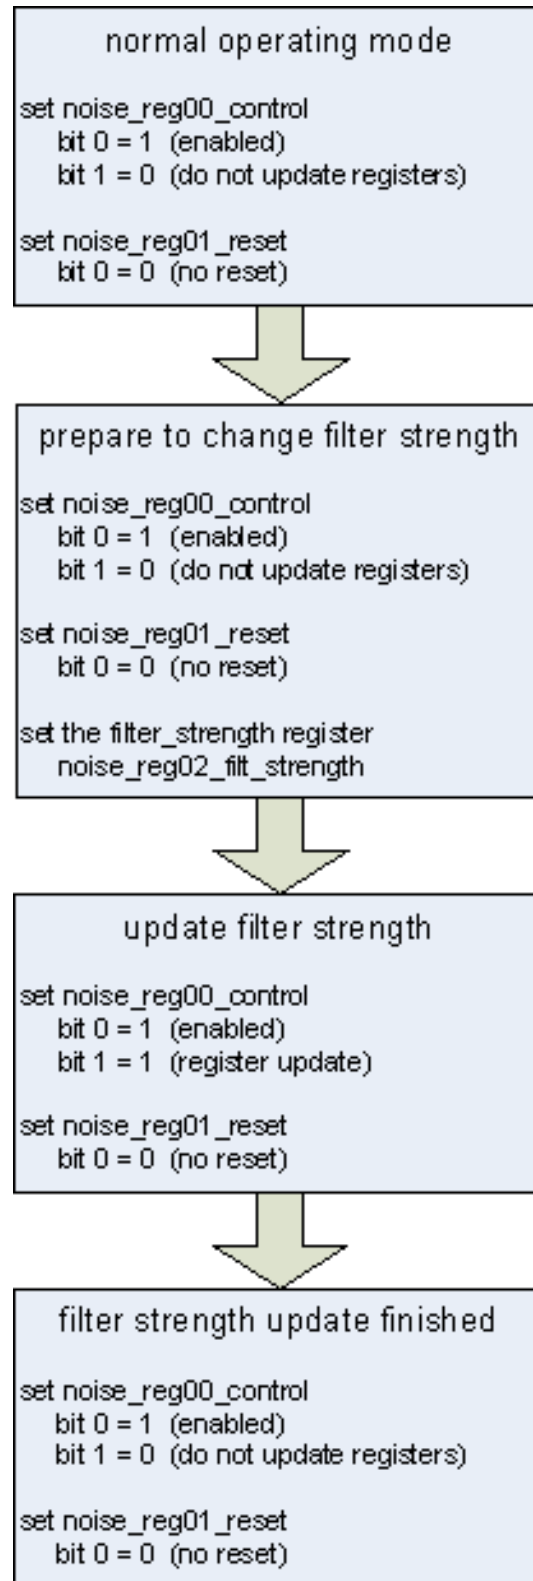 normal operating mode
set noise_reg00_control
bit 0 = 1 (enabled)
bit 1 = 0 (do not update registers)
set noise_reg01_reset
bit 0 = 0 (no reset)
prepare to change filter strength
set noise_reg00_control
bit 0 = 1 (enabled)
bit 1 = 0 (do not update registers)
set noise_reg01_reset
bit 0 = 0 (no reset)
set the filter_strength register
noise_reg02_filt_strength
update filter strength
set noise_reg00_control
bit 0 = 1 (enabled)
bit 1 = 1 (register update)
set noise_reg01_reset
bit 0 = 0 (no reset)
filter strength update finished
set noise_reg00_control
bit 0 = 1 (enabled)
bit 1 = 0 (do not update registers)
set noise_reg01_reset
bit 0 = 0 (no reset)